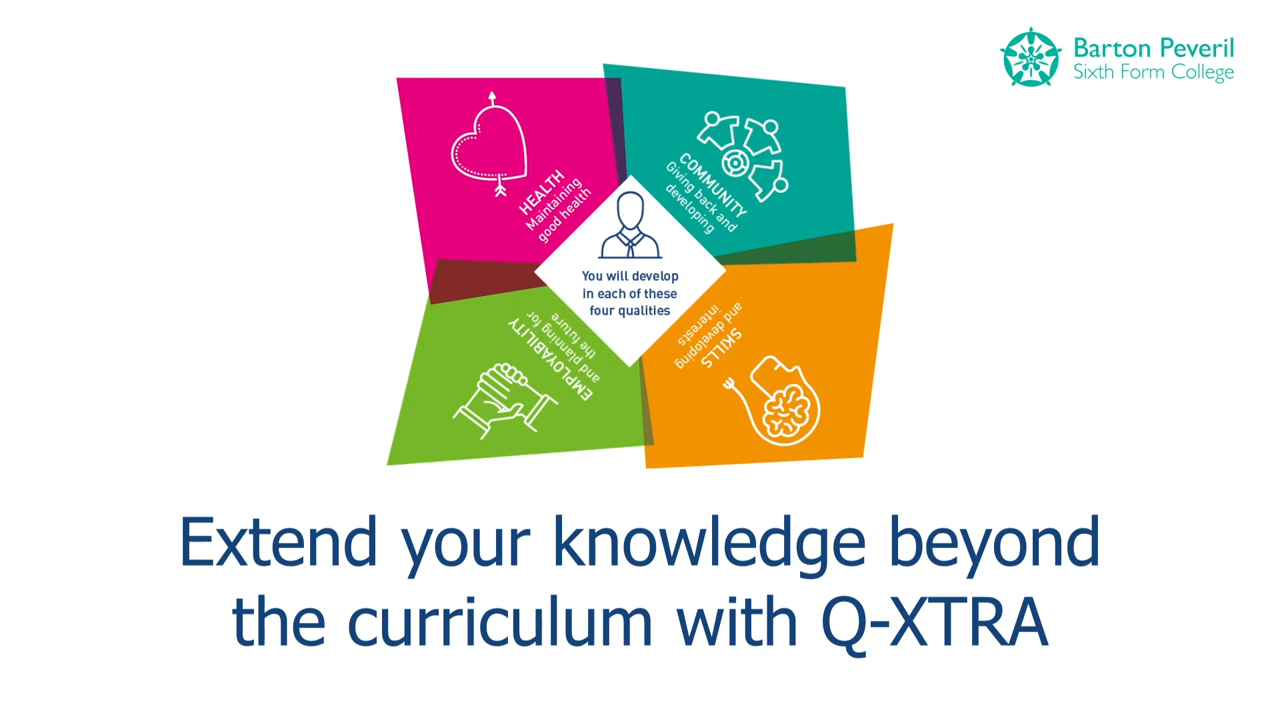 Barton Peveril
Sixth Form College
HEALTH
Maintaining
good health
COMMUNITY
Giving back and
developing
You will develop
in each of these
four qualities
EMPLOYABILITY
and planning for
the future
SKILLS
and developing
interests
Extend your knowledge beyond
the curriculum with Q-XTRA